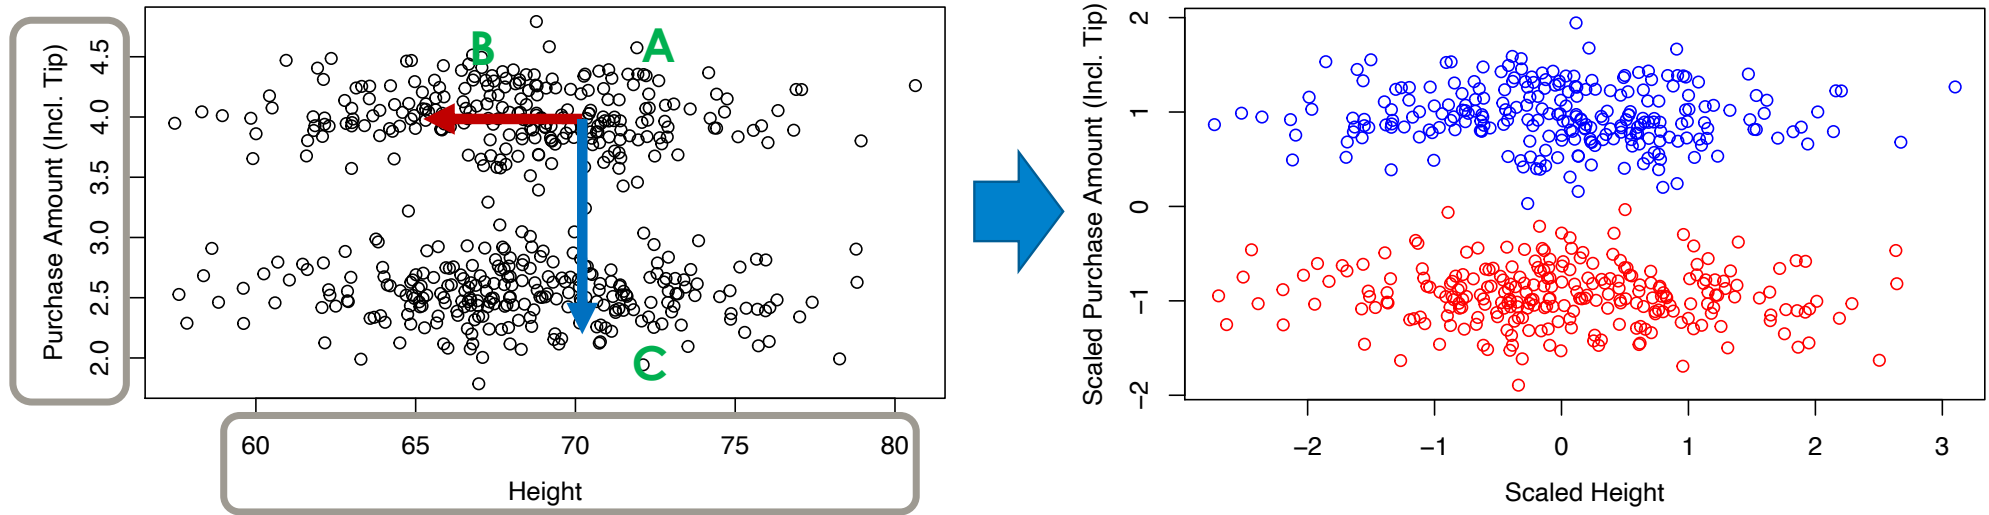 Purchase Amount (Incl. Tip)
4.5
4.0
3.5
3.0
2.5
2.0
B
A
C
60 65 70 75 80
Height
Scaled Purchase Amount (Incl. Tip)
2
1
0
−1
−2
−2 −1 0 1 2 3
Scaled Height